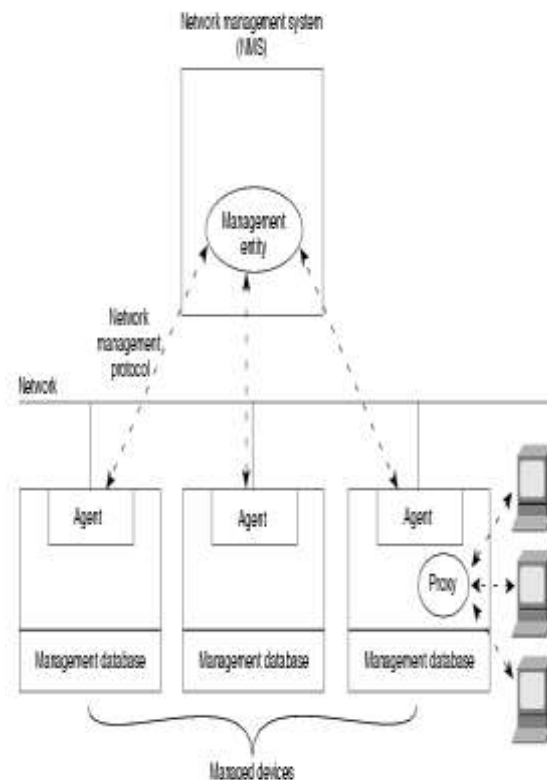 Network management system
(NMS)
Management
entity
Network
management
protocol
Network
Agent
Agent
Agent
Proxy
Management database
Management database
Management database
Managed devices